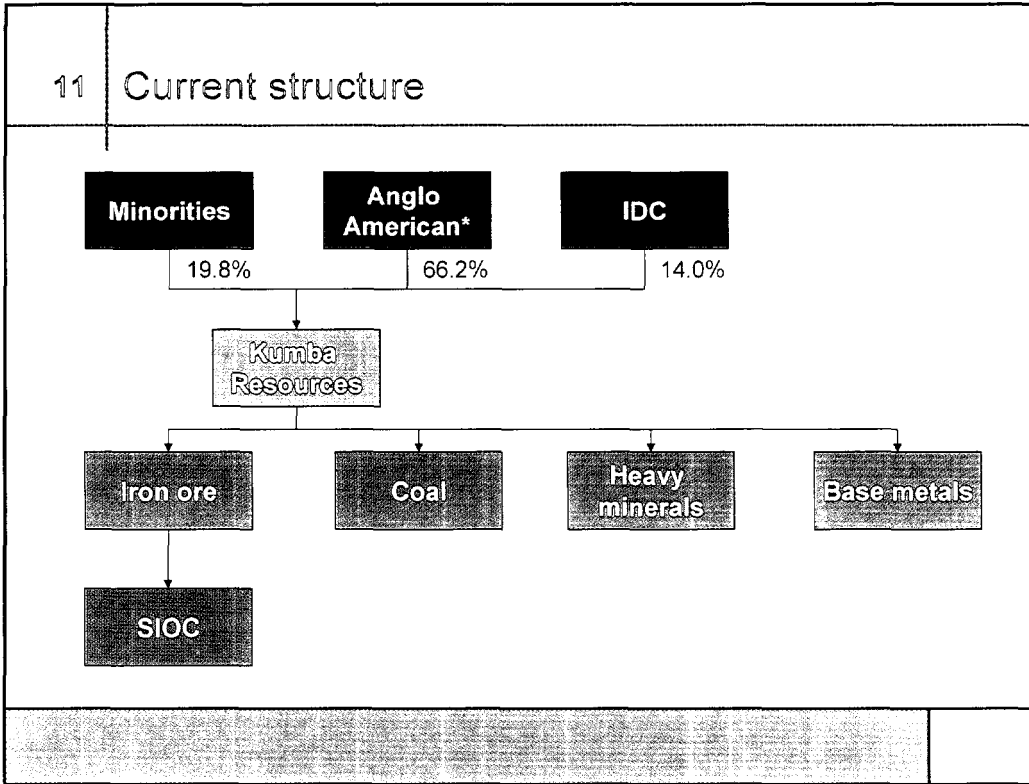 11 Current structure
Minorities
Anglo
American*
IDC
19.8%
66.2%
14.0%
Kumba
Resources
Iron ore
Coal
Heavy
minerals
Base metals
SIOC